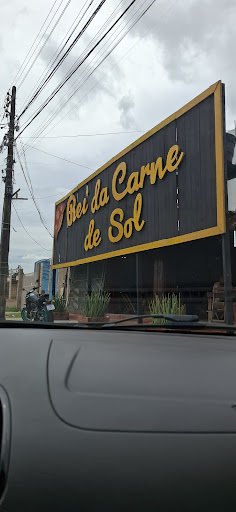 Rei da Carne
de Sol